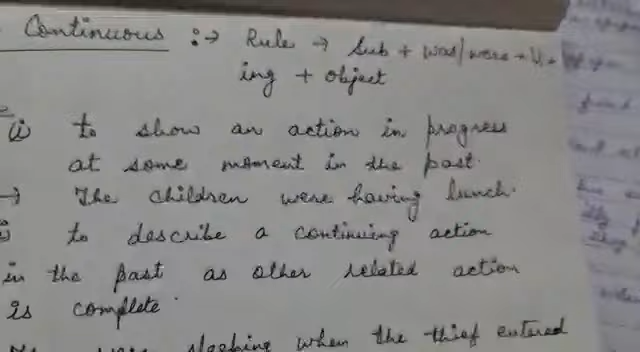 Continuous :→ Rule → Sub + was/were + V1 +
ing + object
(i) to show an action in progress
at some moment in the past.
→ The children were having lunch.
to describe a continuing action
in the past as other related action
is complete.
sleeping when the thief entered